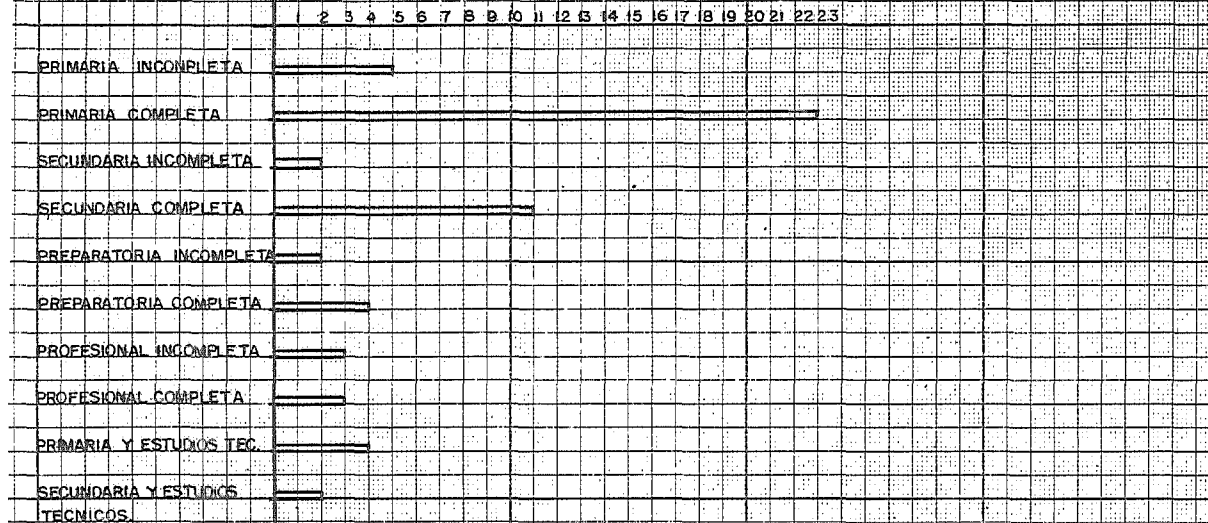 1 2 3 4 5 6 7 8 9 10 11 12 13 14 15 16 17 18 19 20 21 22 23
PRIMARIA INCONPLETA
PRIMARIA COMPLETA
SECUNDARIA INCOMPLETA
SECUNDARIA COMPLETA
PREPARATORIA INCOMPLETA
PREPARATORIA COMPLETA
PROFESIONAL INCOMPLETA
PROFESIONAL COMPLETA
PRIMARIA Y ESTUDIOS TEC.
SECUNDARIA Y ESTUDIOS
TECNICOS.